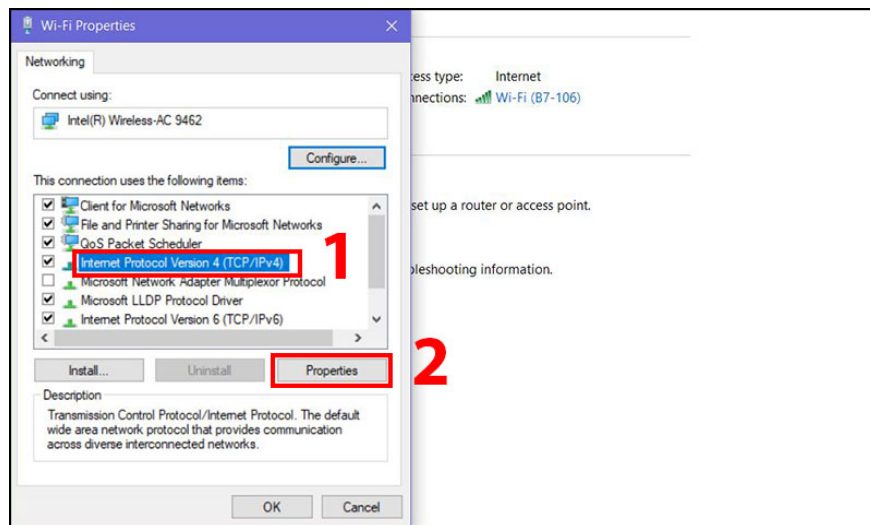 Wi-Fi Properties
Networking
Connect using:
Intel(R) Wireless-AC 9462
Configure...
This connection uses the following items:
Client for Microsoft Networks
File and Printer Sharing for Microsoft Networks
QoS Packet Scheduler
Internet Protocol Version 4 (TCP/IPv4)
1
Microsoft Network Adapter Multiplexor Protocol
Microsoft LLDP Protocol Driver
Internet Protocol Version 6 (TCP/IPv6)
Install... Uninstall Properties
2
Description
Transmission Control Protocol/Internet Protocol. The default
wide area network protocol that provides communication
across diverse interconnected networks.
OK Cancel
type: Internet
Wi-Fi (B7-106)
set up a router or access point.
information.